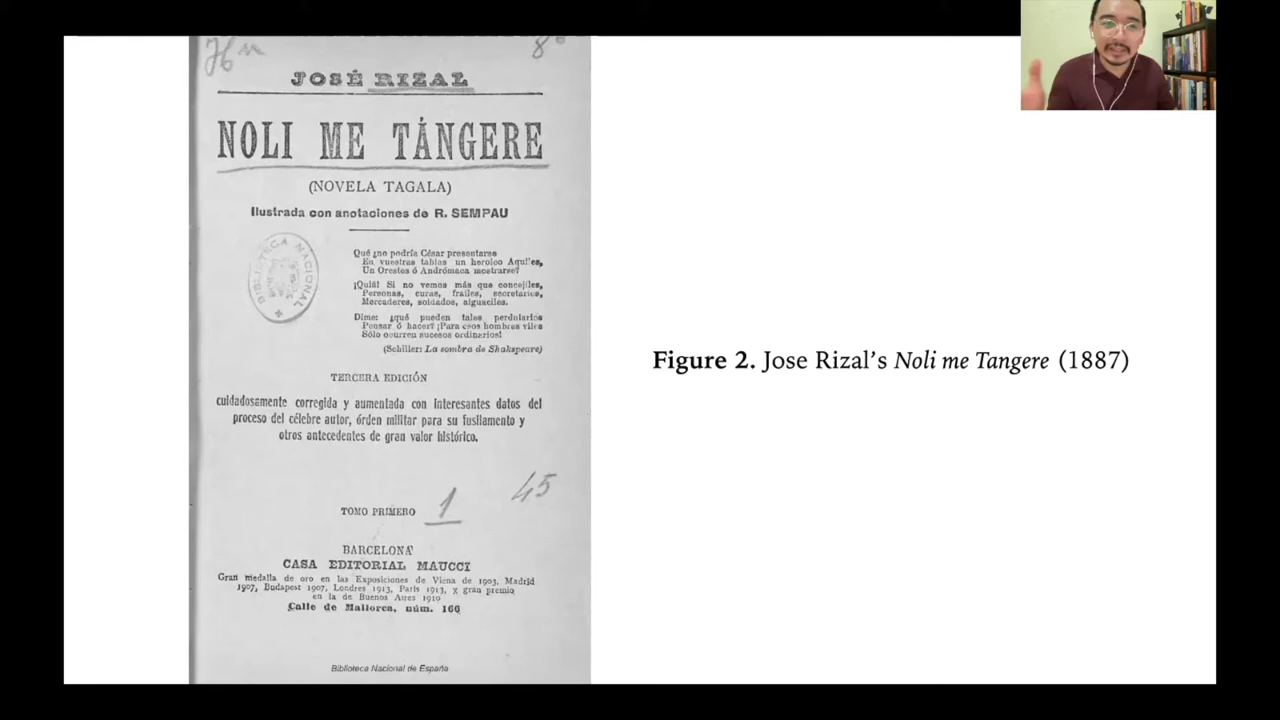 Hn 8º
JOSÉ RIZAL
NOLI ME TÁNGERE
(NOVELA TAGALA)
Ilustrada con anotaciones de R. SEMPAU
Qué ¿no podría César presentarse
En vuestras tablas un heroico Aquiles,
Un Orestes ó Andrómaca mostrarse?
¡Quiá! Si no vemos más que concejiles,
Personas, curas, frailes, secretarios,
Mercaderes, soldados, alguaciles.
Dime: ¿qué pueden tales perdularios
Pensar ó hacer? ¡Para esos hombres viles
Sólo ocurren sucesos ordinarios!
(Schiller: La sombra de Shakspeare)
BIBLIOTECA NACIONAL
TERCERA EDICIÓN
cuidadosamente corregida y aumentada con interesantes datos del
proceso del célebre autor, órden militar para su fusilamento y
otros antecedentes de gran valor histórico.
45
TOMO PRIMERO 1
BARCELONA
CASA EDITORIAL MAUCCI
Gran medalla de oro en las Exposiciones de Viena de 1903, Madrid
1907, Budapest 1907, Londres 1913, París 1913, y gran premio
en la de Buenos Aires 1910
Calle de Mallorca, núm. 166
Biblioteca Nacional de España
Figure 2. Jose Rizal’s Noli me Tangere (1887)